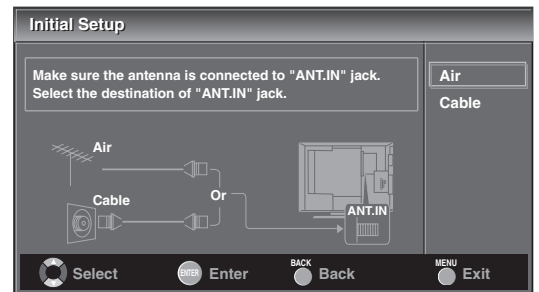 Initial Setup
Make sure the antenna is connected to "ANT.IN" jack.
Select the destination of "ANT.IN" jack.
Air
Cable
Air
Cable
Or
ANT.IN
Select
ENTER Enter
BACK Back
MENU Exit